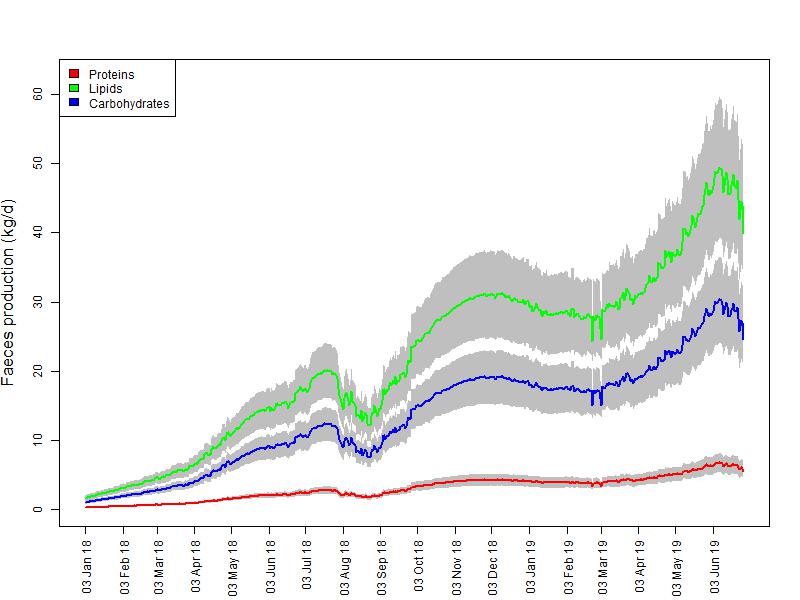 Proteins
Lipids
Carbohydrates
Faeces production (kg/d)
60
50
40
30
20
10
0
03 Jan 18
03 Feb 18
03 Mar 18
03 Apr 18
03 May 18
03 Jun 18
03 Jul 18
03 Aug 18
03 Sep 18
03 Oct 18
03 Nov 18
03 Dec 18
03 Jan 19
03 Feb 19
03 Mar 19
03 Apr 19
03 May 19
03 Jun 19